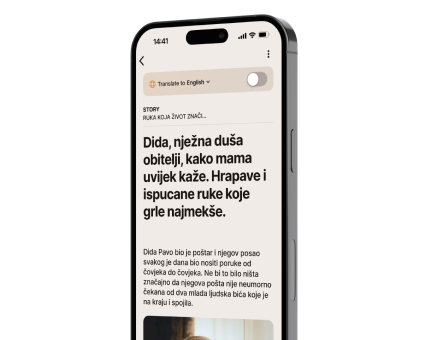 14:41
Translate to English
STORY
RUKA KOJA ŽIVOT ZNAČI...
Dida, nježna duša
obitelji, kako mama
uvijek kaže. Hrapave i
ispucane ruke koje
grle najmekše.
Dida Pavo bio je poštar i njegov posao
svakog je dana bio nositi poruke od
čovjeka do čovjeka. Ne bi to bilo ništa
značajno da njegova pošta nije neumorno
čekana od dva mlada ljudska bića koje je
na kraju i spojila.